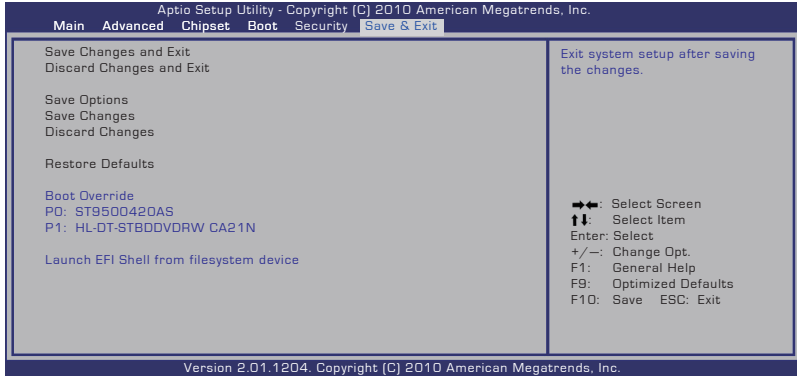 Aptio Setup Utility - Copyright (C) 2010 American Megatrends, Inc.
Main Advanced Chipset Boot Security Save & Exit
Save Changes and Exit
Discard Changes and Exit
Save Options
Save Changes
Discard Changes
Restore Defaults
Boot Override
P0: ST9500420AS
P1: HL-DT-STBDDVDRW CA21N
Launch EFI Shell from filesystem device
Exit system setup after saving
the changes.
→←: Select Screen
↑↓: Select Item
Enter: Select
+/—: Change Opt.
F1: General Help
F9: Optimized Defaults
F10: Save ESC: Exit
Version 2.01.1204. Copyright (C) 2010 American Megatrends, Inc.